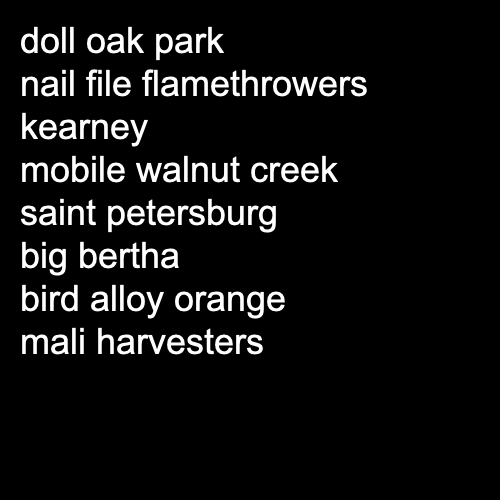 doll oak park
nail file flamethrowers
kearney
mobile walnut creek
saint petersburg
big bertha
bird alloy orange
mali harvesters